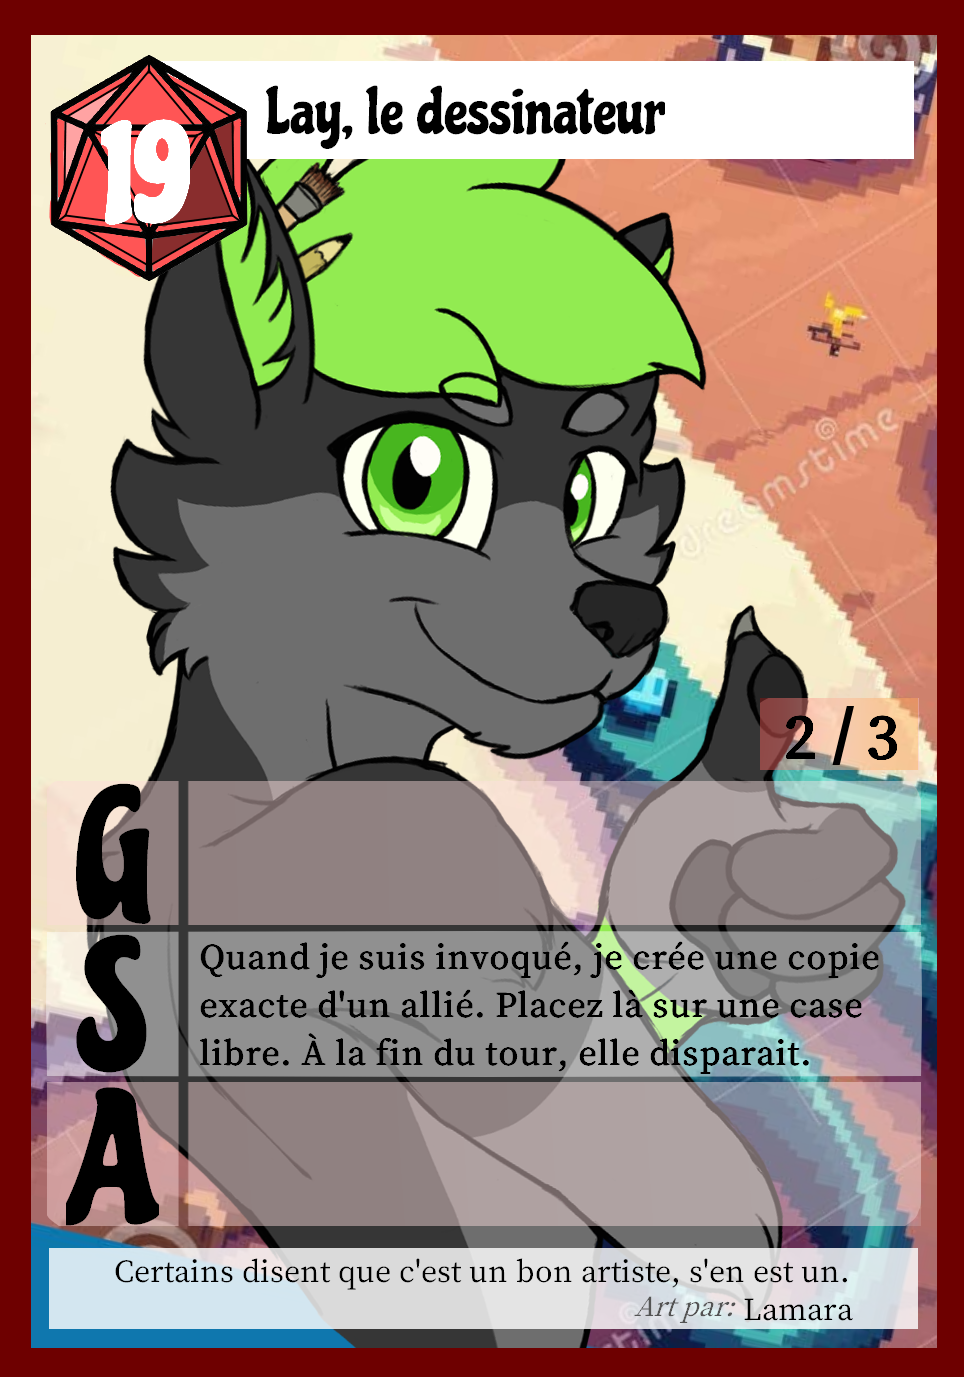 19
Lay, le dessinateur
dreamstime
2 / 3
G
S
Quand je suis invoqué, je crée une copie
exacte d'un allié. Placez là sur une case
libre. À la fin du tour, elle disparait.
A
Certains disent que c'est un bon artiste, s'en est un.
Art par: Lamara